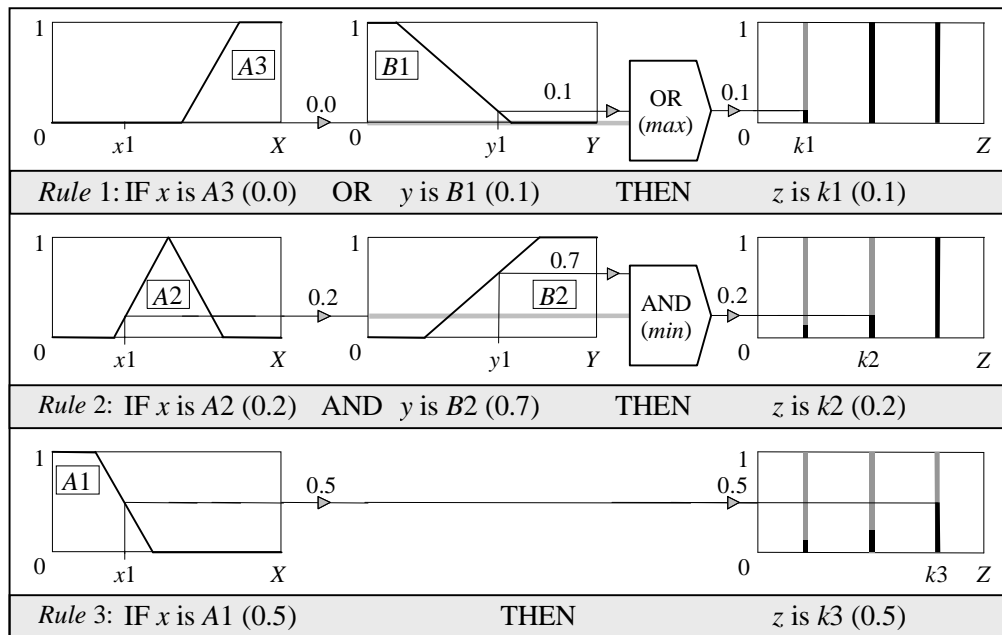 1 A3 B1 1 1
0.0 0.1 OR (max) 0.1
0 x1 X 0 y1 Y 0 k1 Z
Rule 1: IF x is A3 (0.0) OR y is B1 (0.1) THEN z is k1 (0.1)
1 A2 0.2 1 0.7 B2 AND (min) 0.2 1
0 x1 X 0 y1 Y 0 k2 Z
Rule 2: IF x is A2 (0.2) AND y is B2 (0.7) THEN z is k2 (0.2)
1 A1 0.5 0.5 1
0 x1 X 0 k3 Z
Rule 3: IF x is A1 (0.5) THEN z is k3 (0.5)